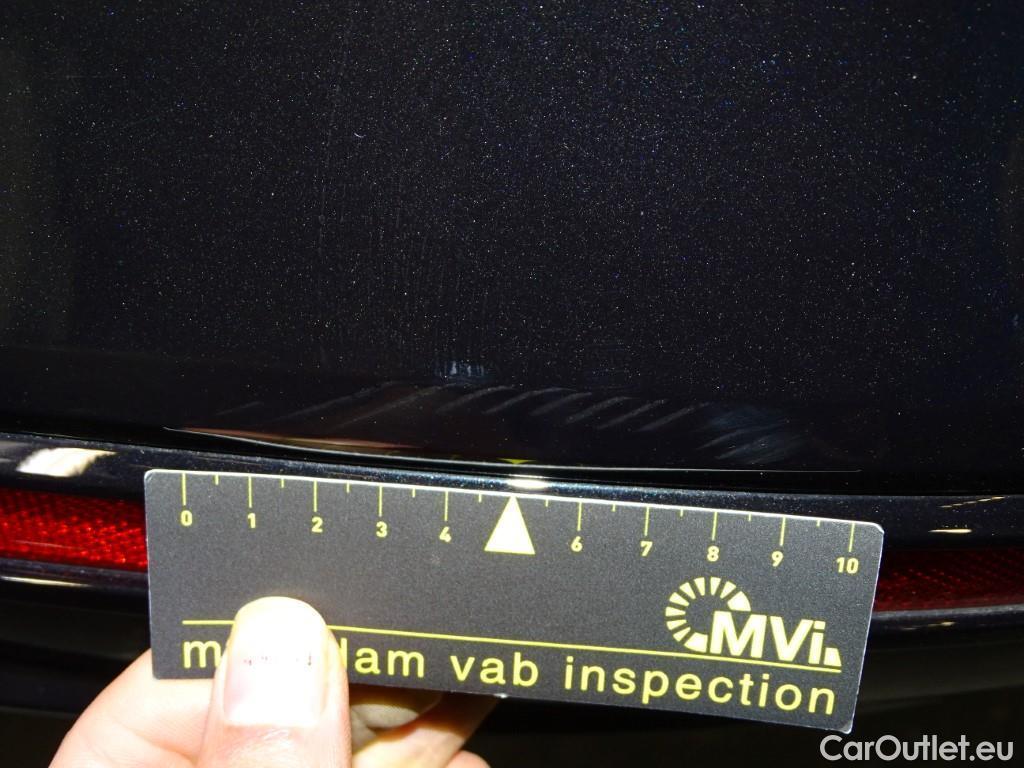 0 1 2 3 4 6 7 8 9 10
MVi
dam vab inspection
CarOutlet.eu